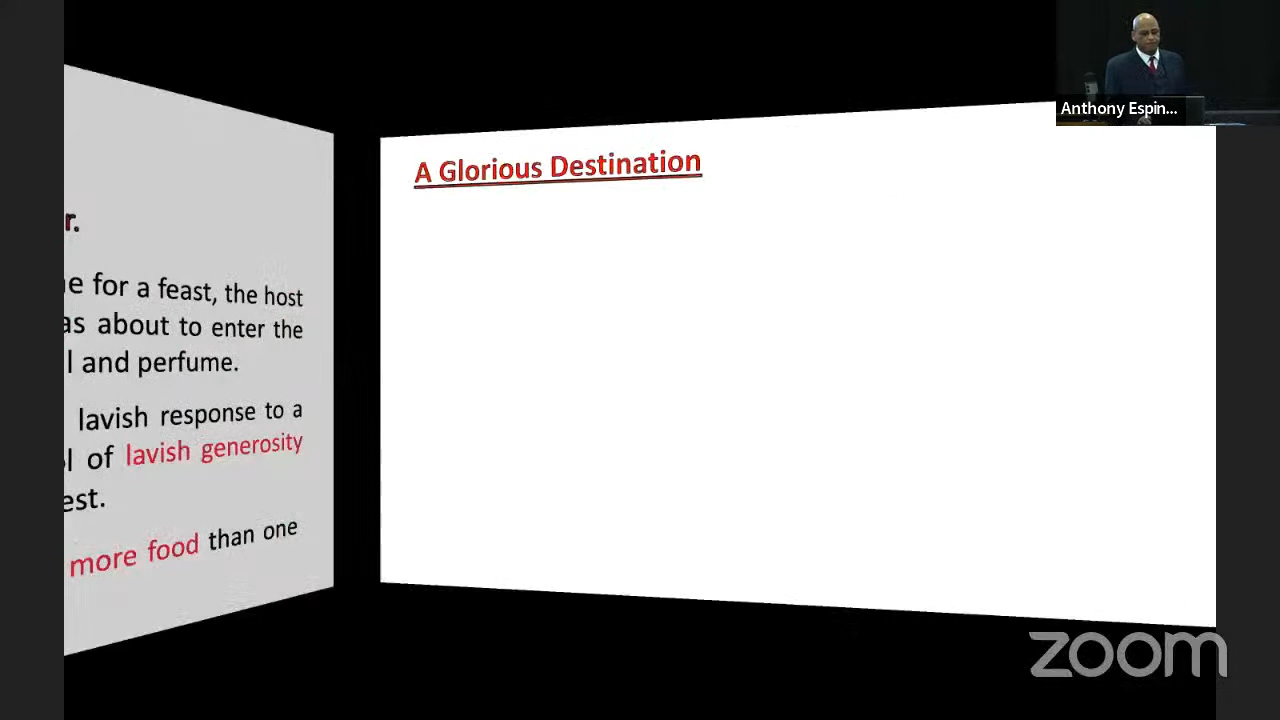 r.
e for a feast, the host
as about to enter the
l and perfume.
lavish response to a
l of lavish generosity
est.
more food than one
A Glorious Destination
Anthony Espin...
zoom